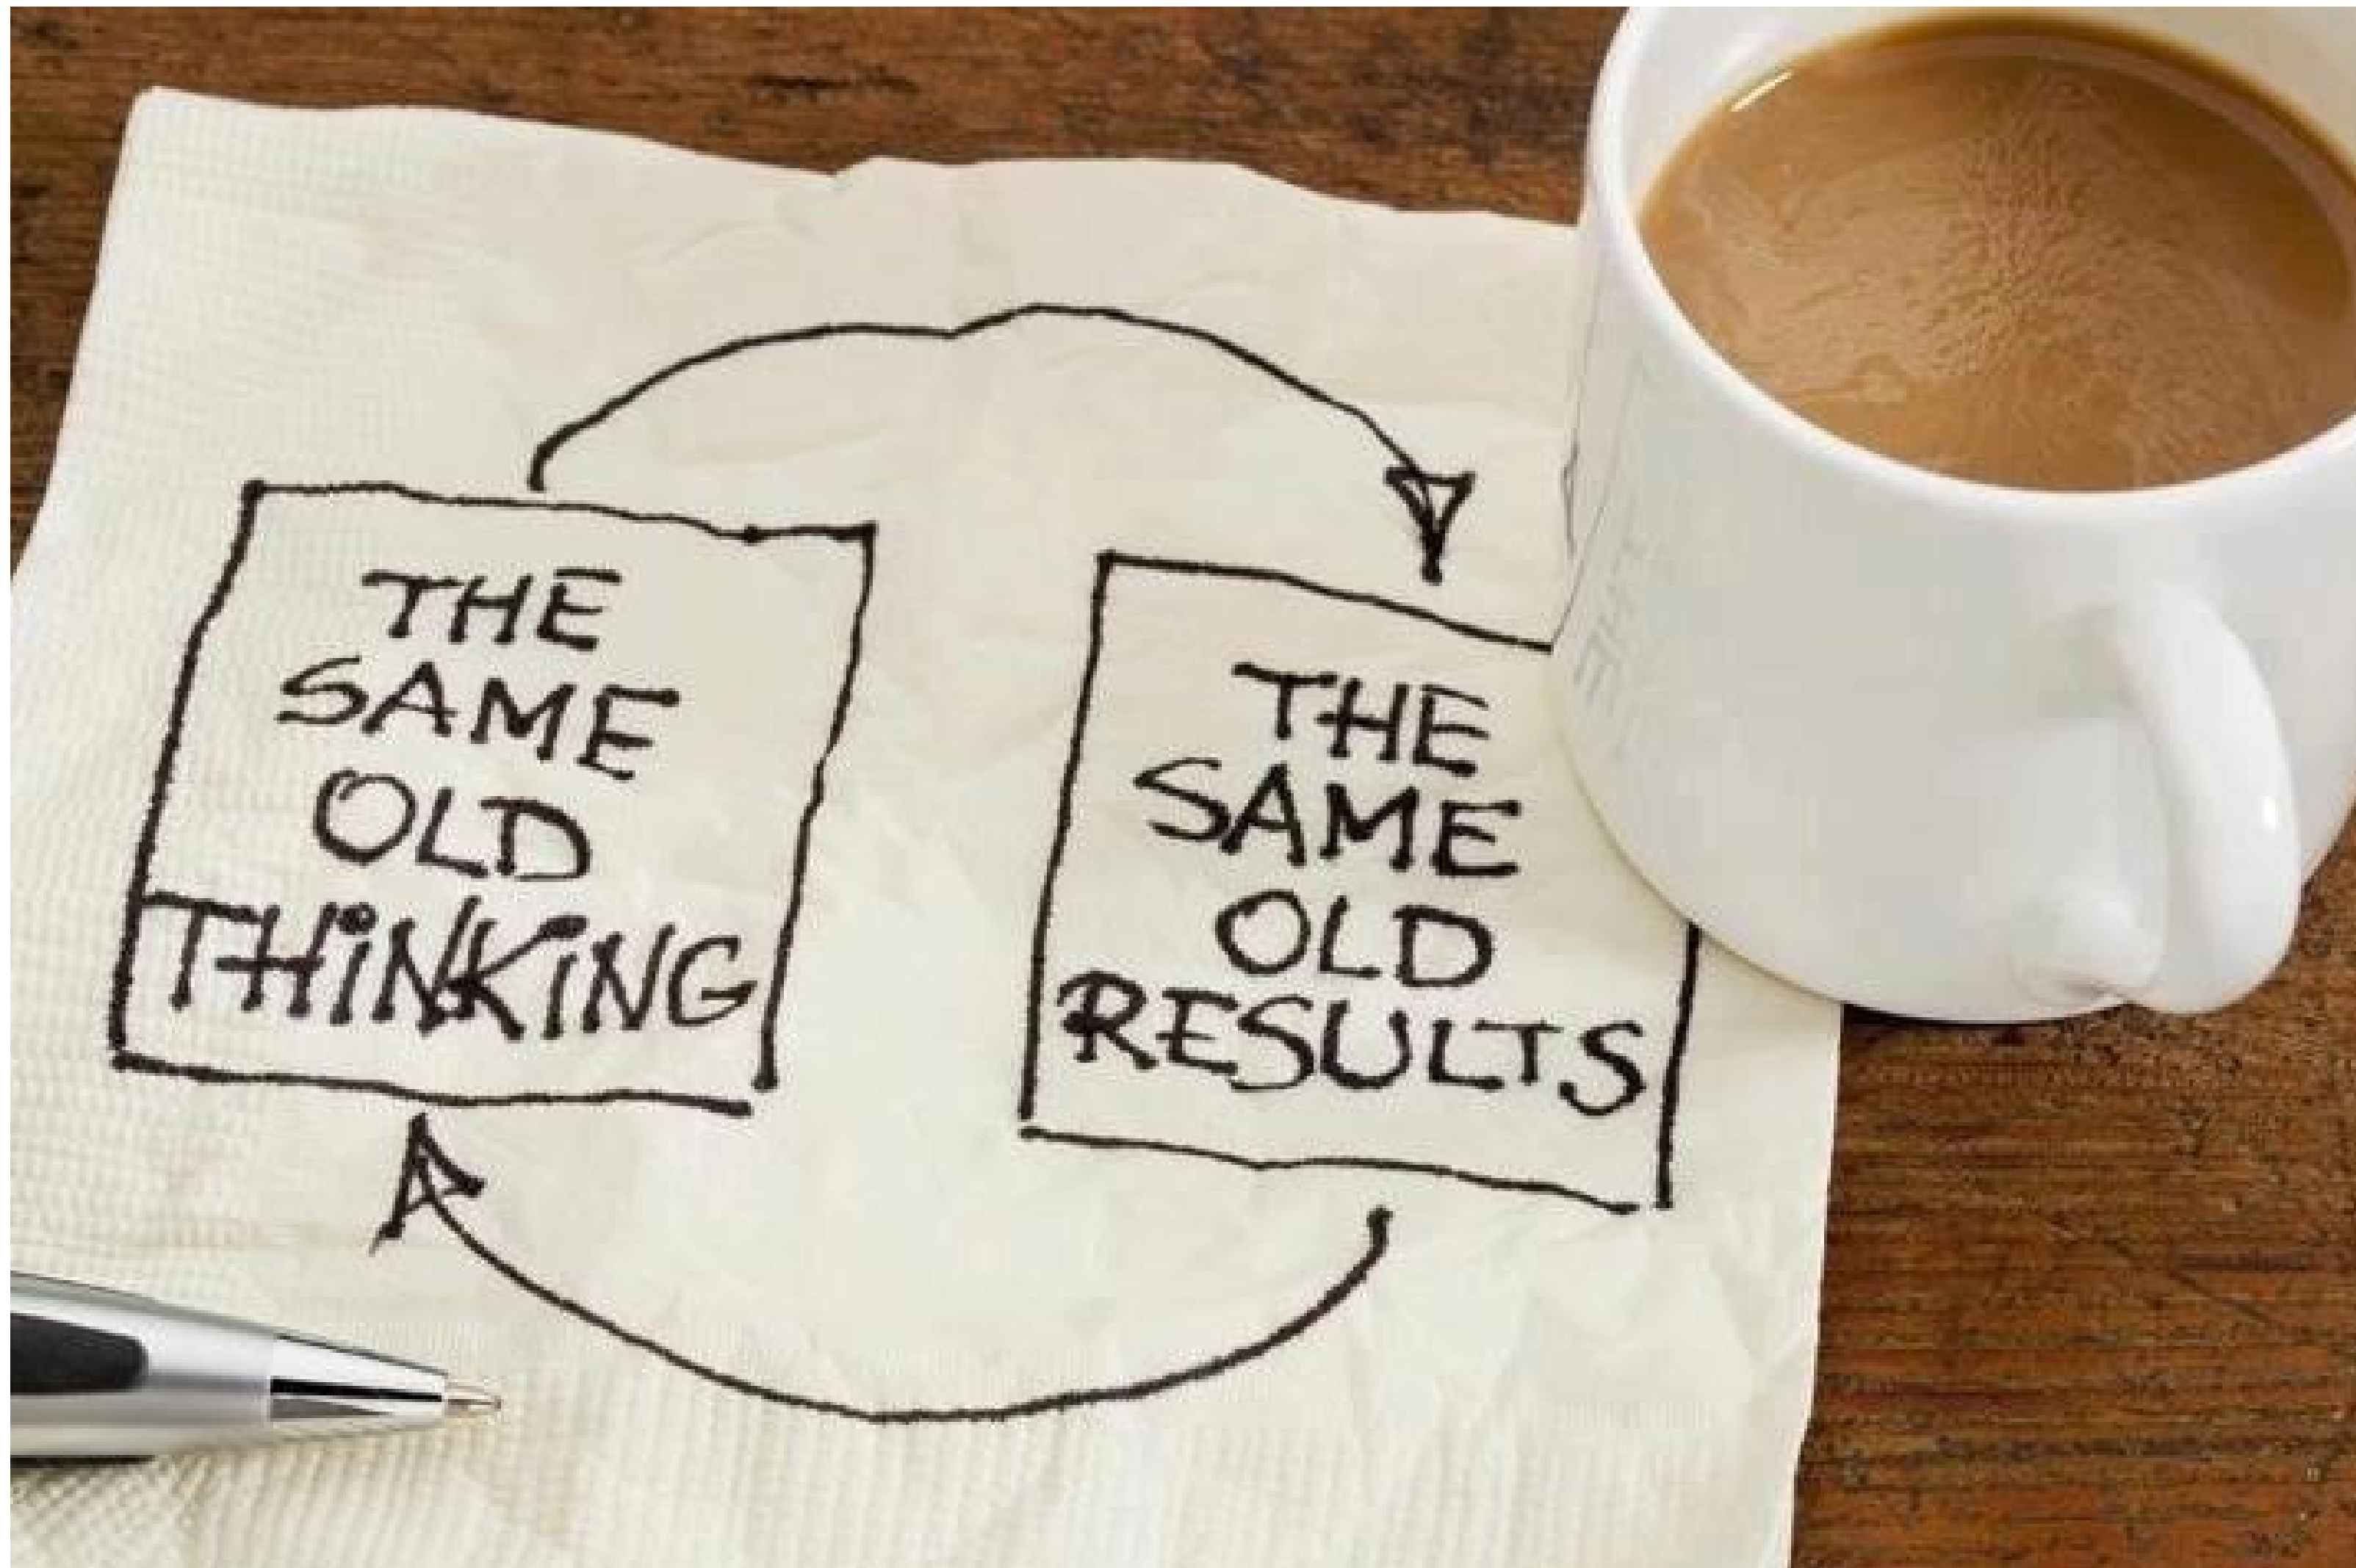 THE
SAME
OLD
THiNKiNG
THE
SAME
OLD
RESULTS